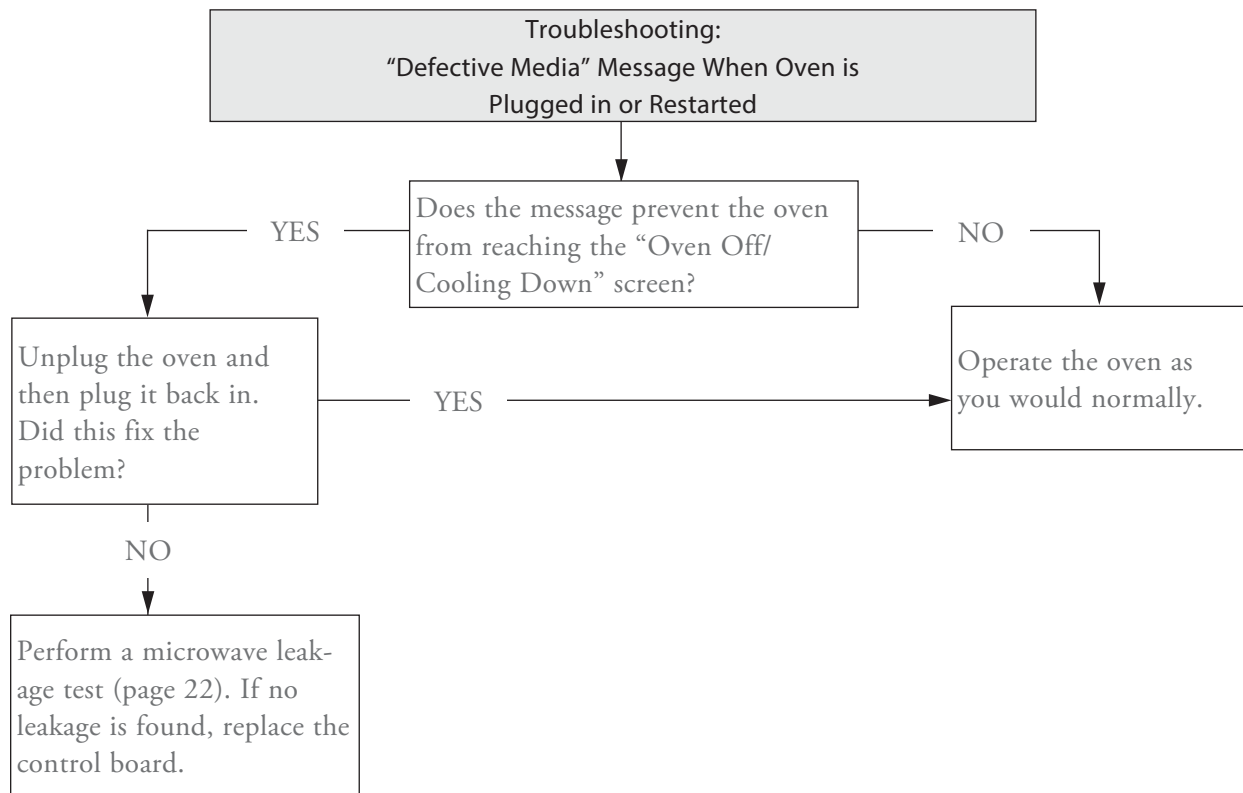 Troubleshooting:
“Defective Media” Message When Oven is
Plugged in or Restarted
Does the message prevent the oven
from reaching the “Oven Off/
Cooling Down” screen?
YES
NO
Unplug the oven and
then plug it back in.
Did this fix the
problem?
YES
Operate the oven as
you would normally.
NO
Perform a microwave leak-
age test (page 22). If no
leakage is found, replace the
control board.